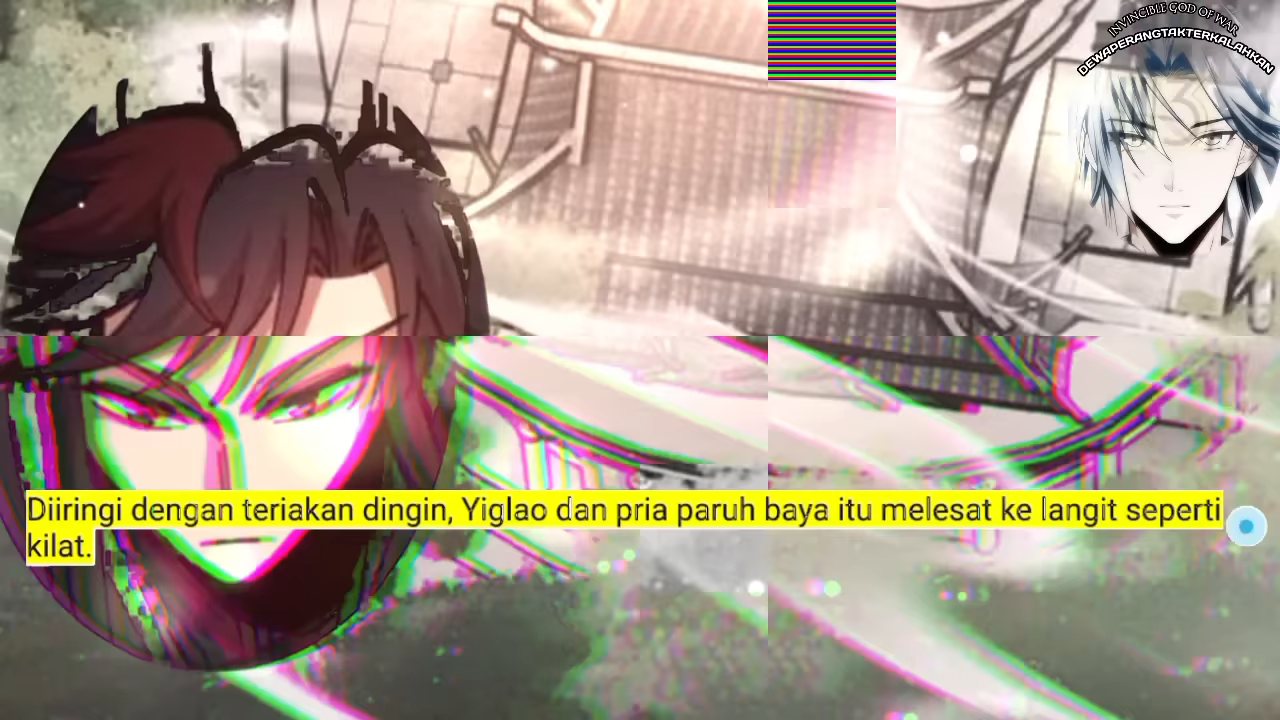 INVINCIBLE GOD OF WAR
DEWAPERANGTAKTERKALAHKAN
Diiringi dengan teriakan dingin, Yiglao dan pria paruh baya itu melesat ke langit seperti
kilat.